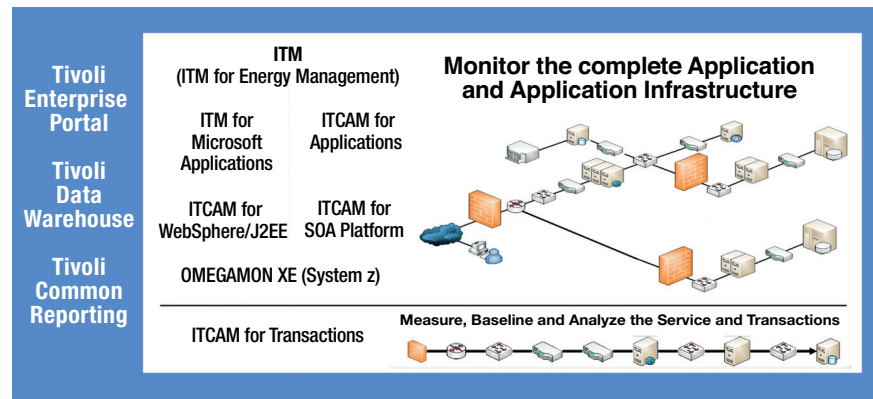 Tivoli
Enterprise
Portal
Tivoli
Data
Warehouse
Tivoli
Common
Reporting
ITM
(ITM for Energy Management)
ITM for
Microsoft
Applications
ITCAM for
Applications
ITCAM for
WebSphere/J2EE
ITCAM for
SOA Platform
OMEGAMON XE (System z)
Monitor the complete Application
and Application Infrastructure
ITCAM for Transactions
Measure, Baseline and Analyze the Service and Transactions